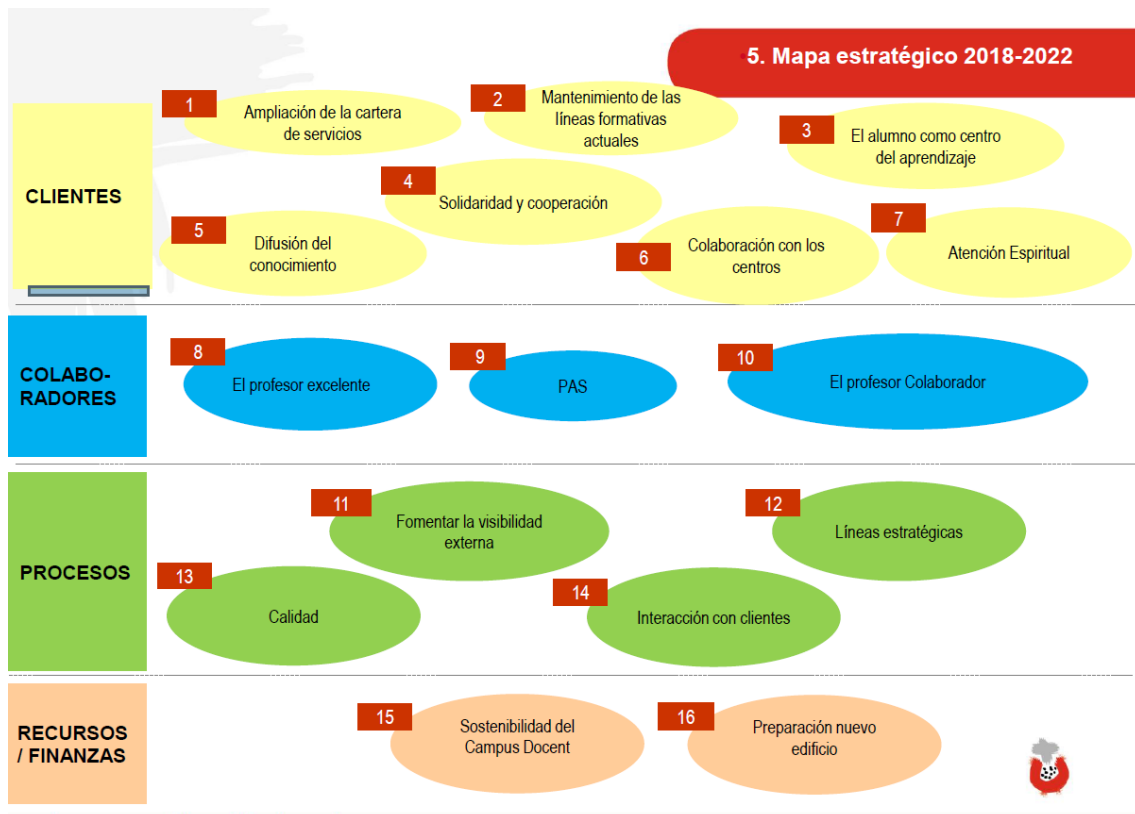 •5. Mapa estratégico 2018-2022
CLIENTES
1
Ampliación de la cartera
de servicios
2
Mantenimiento de las
líneas formativas
actuales
3
El alumno como centro
del aprendizaje
4
Solidaridad y cooperación
5
Difusión del
conocimiento
6
Colaboración con los
centros
7
Atención Espiritual
COLABO-
RADORES
8
El profesor excelente
9
PAS
10
El profesor Colaborador
PROCESOS
11
Fomentar la visibilidad
externa
12
Líneas estratégicas
13
Calidad
14
Interacción con clientes
RECURSOS
/ FINANZAS
15
Sostenibilidad del
Campus Docent
16
Preparación nuevo
edificio